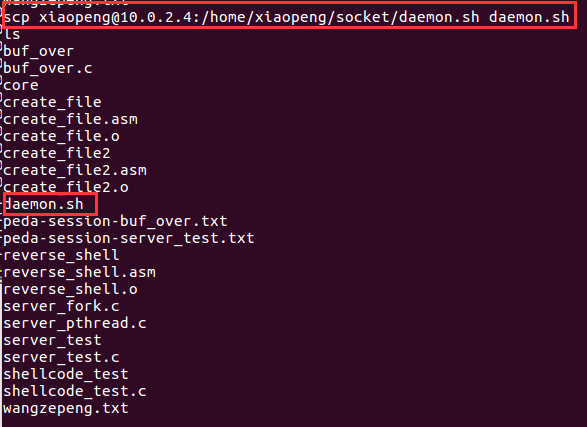 scp xiaopeng@10.0.2.4:/home/xiaopeng/socket/daemon.sh daemon.sh
ls
buf_over
buf_over.c
core
create_file
create_file.asm
create_file.o
create_file2
create_file2.asm
create_file2.o
daemon.sh
peda-session-buf_over.txt
peda-session-server_test.txt
reverse_shell
reverse_shell.asm
reverse_shell.o
server_fork.c
server_pthread.c
server_test
server_test.c
shellcode_test
shellcode_test.c
wangzepeng.txt